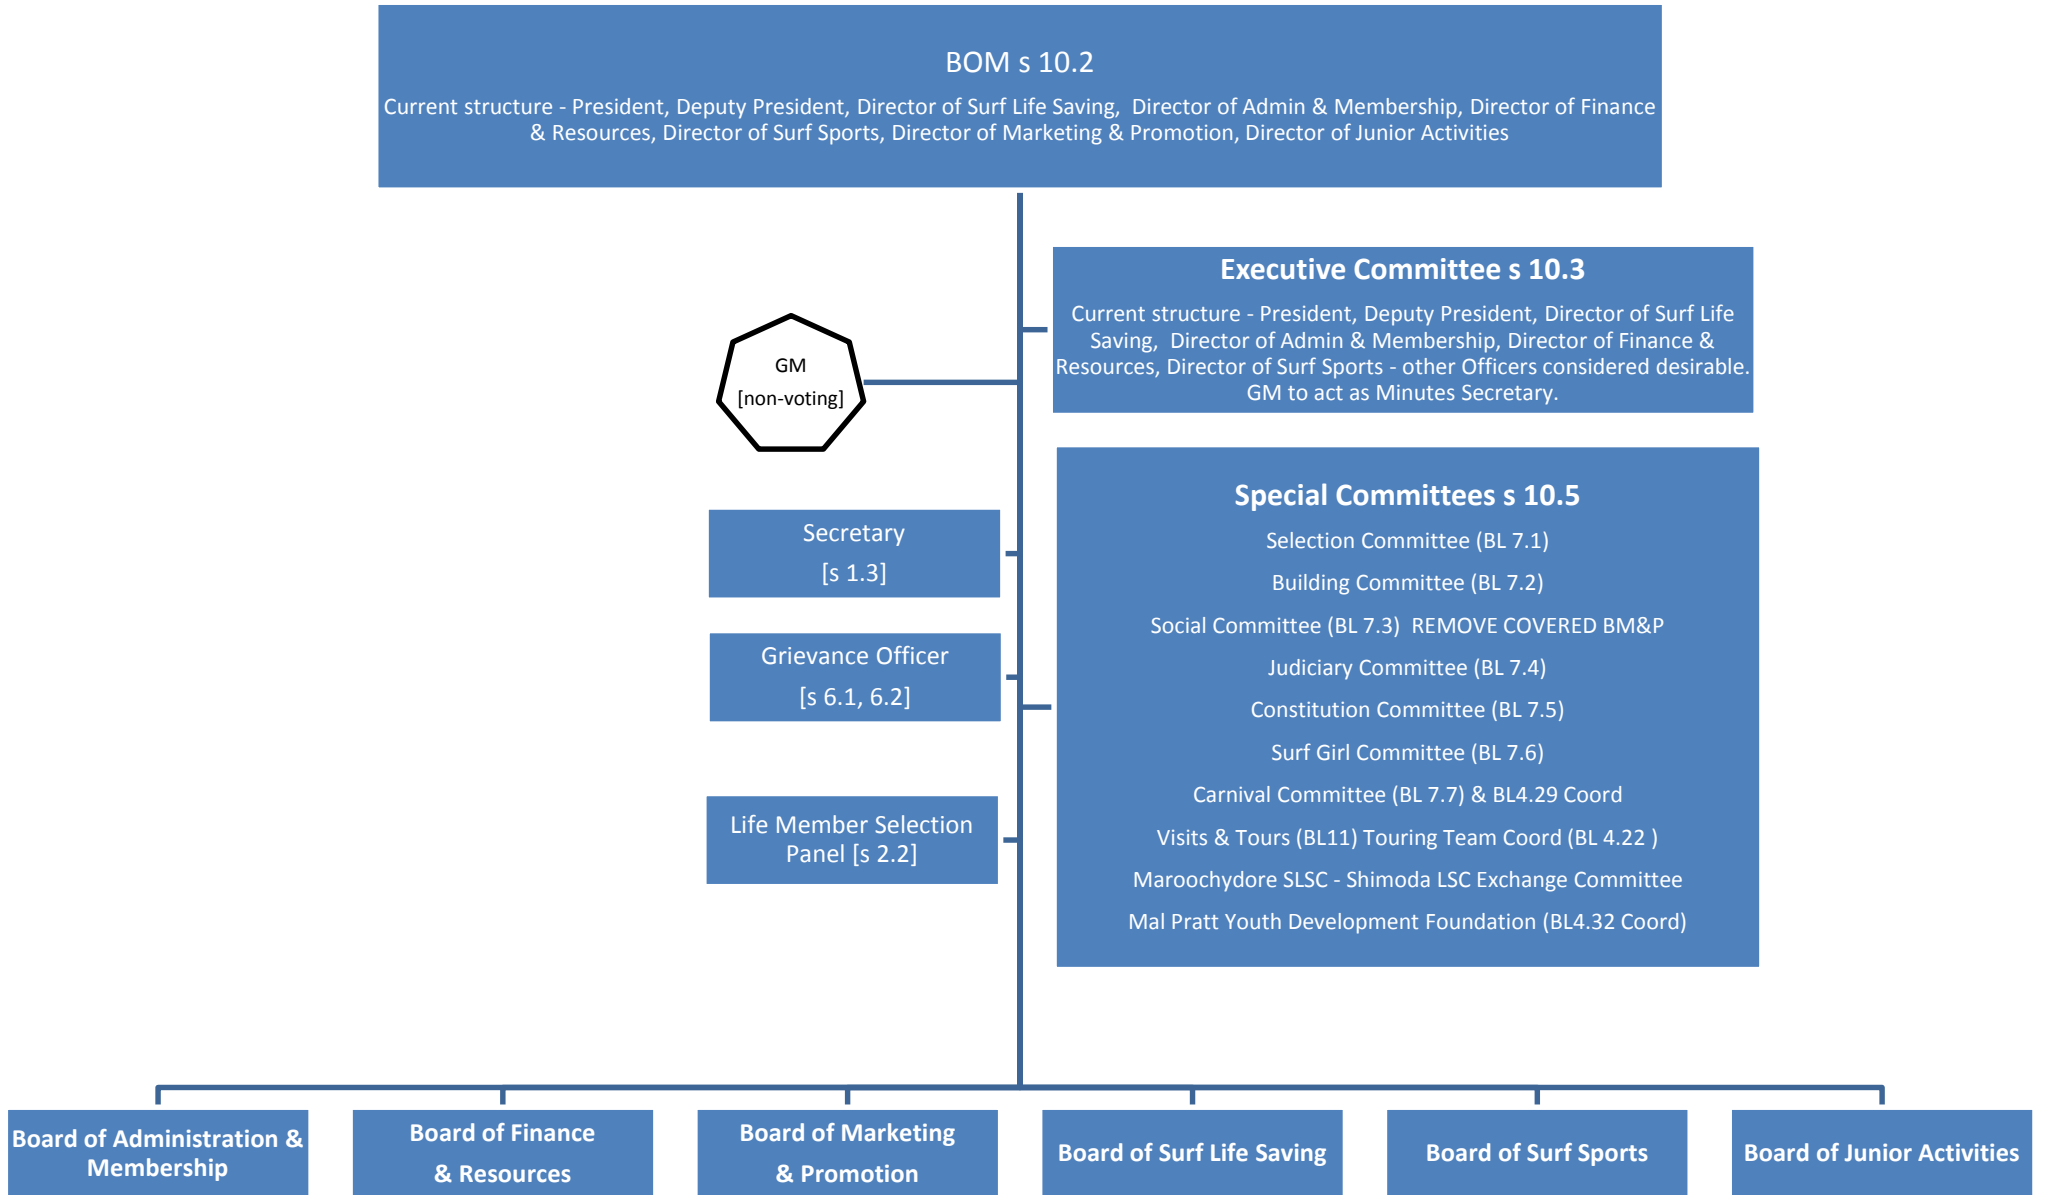 BOM s 10.2
Current structure - President, Deputy President, Director of Surf Life Saving, Director of Admin & Membership, Director of Finance
& Resources, Director of Surf Sports, Director of Marketing & Promotion, Director of Junior Activities
Executive Committee s 10.3
Current structure - President, Deputy President, Director of Surf Life
Saving, Director of Admin & Membership, Director of Finance &
Resources, Director of Surf Sports - other Officers considered desirable.
GM to act as Minutes Secretary.
GM
[non-voting]
Special Committees s 10.5
Selection Committee (BL 7.1)
Building Committee (BL 7.2)
Social Committee (BL 7.3) REMOVE COVERED BM&P
Judiciary Committee (BL 7.4)
Constitution Committee (BL 7.5)
Surf Girl Committee (BL 7.6)
Carnival Committee (BL 7.7) & BL4.29 Coord
Visits & Tours (BL11) Touring Team Coord (BL 4.22 )
Maroochydore SLSC - Shimoda LSC Exchange Committee
Mal Pratt Youth Development Foundation (BL4.32 Coord)
Secretary
[s 1.3]
Grievance Officer
[s 6.1, 6.2]
Life Member Selection
Panel [s 2.2]
Board of Administration &
Membership
Board of Finance
& Resources
Board of Marketing
& Promotion
Board of Surf Life Saving
Board of Surf Sports
Board of Junior Activities